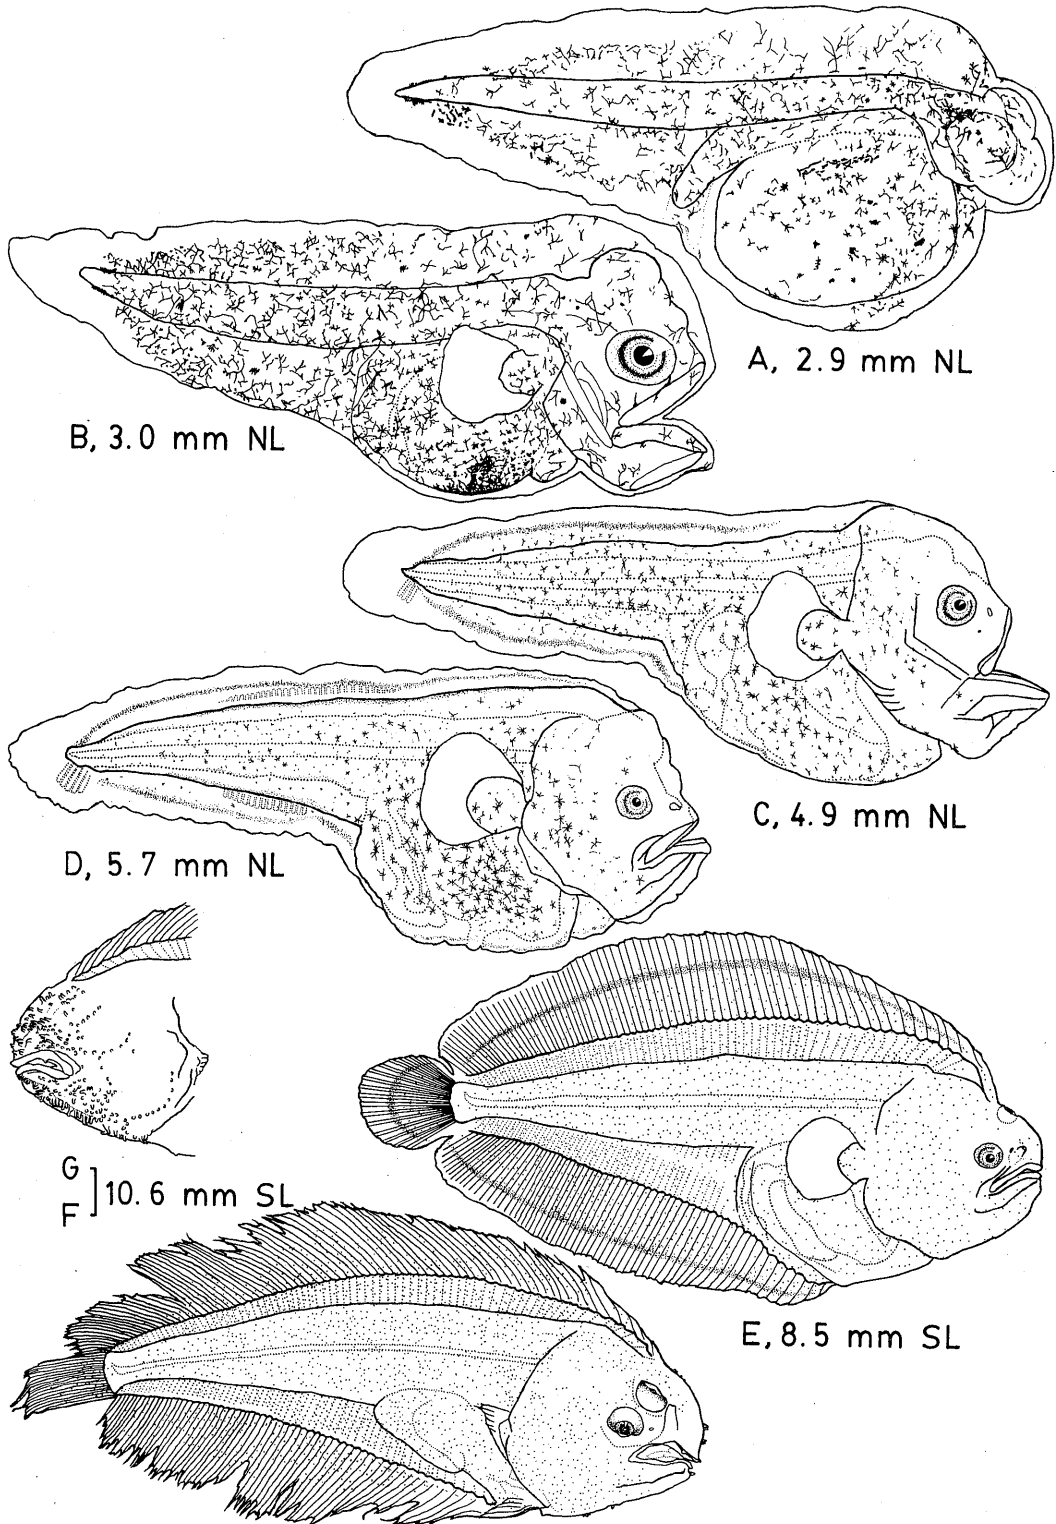 A, 2.9 mm NL
B, 3.0 mm NL
C, 4.9 mm NL
D, 5.7 mm NL
G
F ] 10.6 mm SL
E, 8.5 mm SL